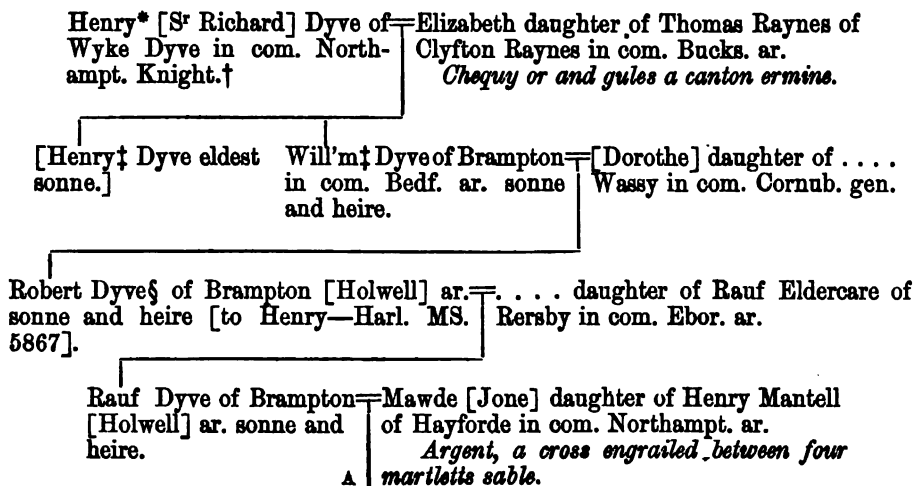 Henry* [Sʳ Richard] Dyve of
Wyke Dyve in com. North-
ampt. Knight.†
Elizabeth daughter of Thomas Raynes of
Clyfton Raynes in com. Bucks. ar.
Chequy or and gules a canton ermine.
[Henry‡ Dyve eldest
sonne.]
Will'm‡ Dyve of Brampton
in com. Bedf. ar. sonne
and heire.
[Dorothe] daughter of . . . .
Wassy in com. Cornub. gen.
Robert Dyve§ of Brampton [Holwell] ar.
sonne and heire [to Henry—Harl. MS.
5867].
. . . . daughter of Rauf Eldercare of
Rersby in com. Ebor. ar.
Rauf Dyve of Brampton
[Holwell] ar. sonne and
heire.
Mawde [Jone] daughter of Henry Mantell
of Hayforde in com. Northampt. ar.
Argent, a cross engrailed between four
martletts sable.
A